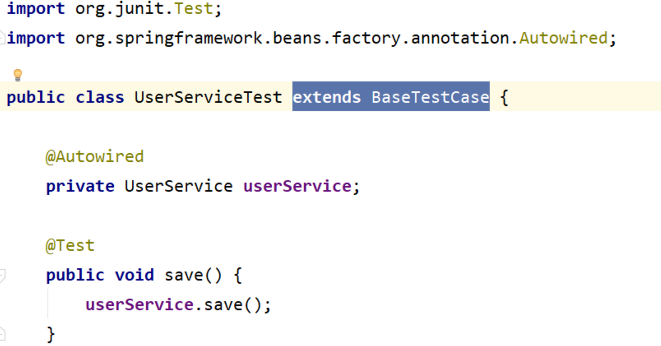 import org.junit.Test;
import org.springframework.beans.factory.annotation.Autowired;
public class UserServiceTest extends BaseTestCase {
@Autowired
private UserService userService;
@Test
public void save() {
userService.save();
}